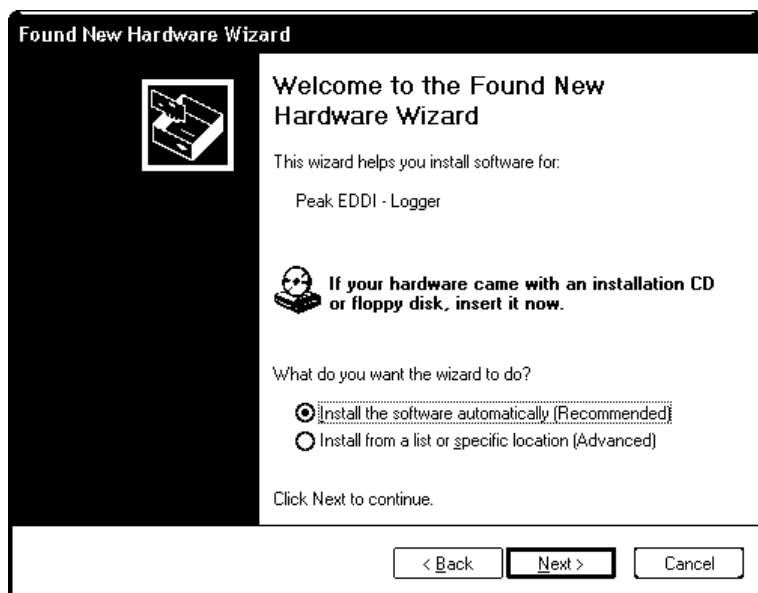 Found New Hardware Wizard
Welcome to the Found New
Hardware Wizard
This wizard helps you install software for:
Peak EDDI - Logger
If your hardware came with an installation CD
or floppy disk, insert it now.
What do you want the wizard to do?
Install the software automatically (Recommended)
Install from a list or specific location (Advanced)
Click Next to continue.
< Back
Next >
Cancel